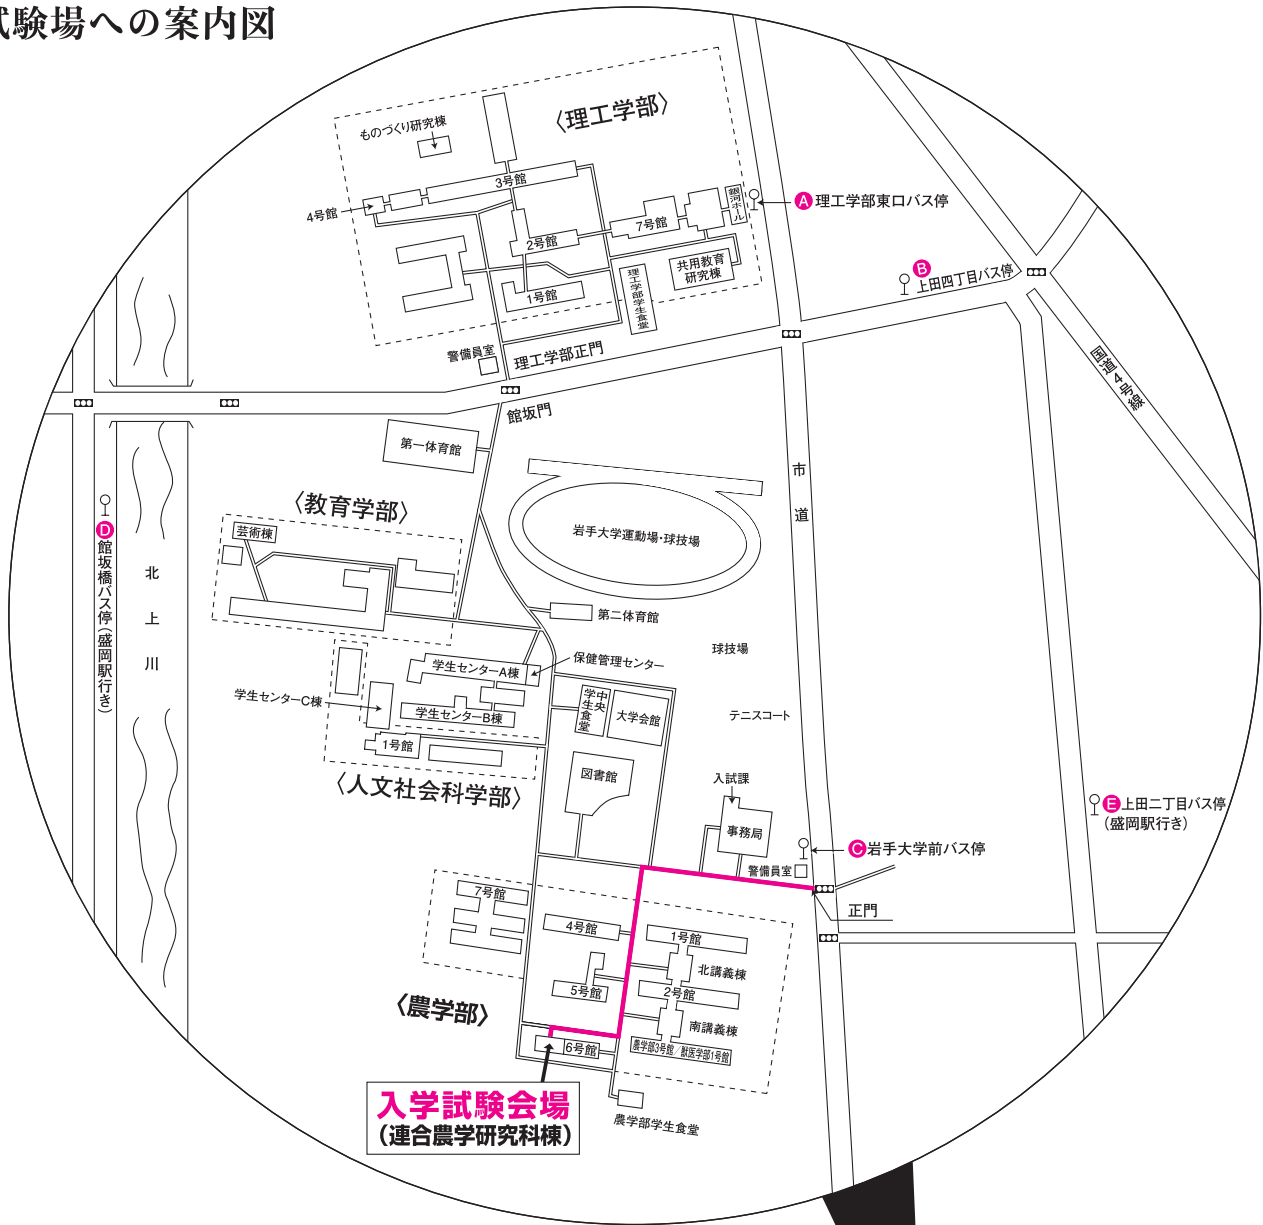 試験場への案内図
〈理工学部〉
ものづくり研究棟
3号館
4号館
銀河ホール
A 理工学部東口バス停
7号館
2号館
共用教育
研究棟
理工学部学生食堂
1号館
B
上田四丁目バス停
警備員室
理工学部正門
国道4号線
館坂門
第一体育館
市道
〈教育学部〉
芸術棟
岩手大学運動場・球技場
D 館坂橋バス停(盛岡駅行き)
北上川
第二体育館
球技場
保健管理センター
学生センターA棟
学生センターC棟
学生センターB棟
中央
学生食堂
大学会館
テニスコート
1号館
〈人文社会科学部〉
図書館
入試課
事務局
E 上田二丁目バス停
(盛岡駅行き)
C 岩手大学前バス停
警備員室
正門
7号館
4号館
1号館
北講義棟
5号館
2号館
〈農学部〉
南講義棟
6号館
農学部3号館／獣医学部1号館
入学試験会場
(連合農学研究科棟)
農学部学生食堂